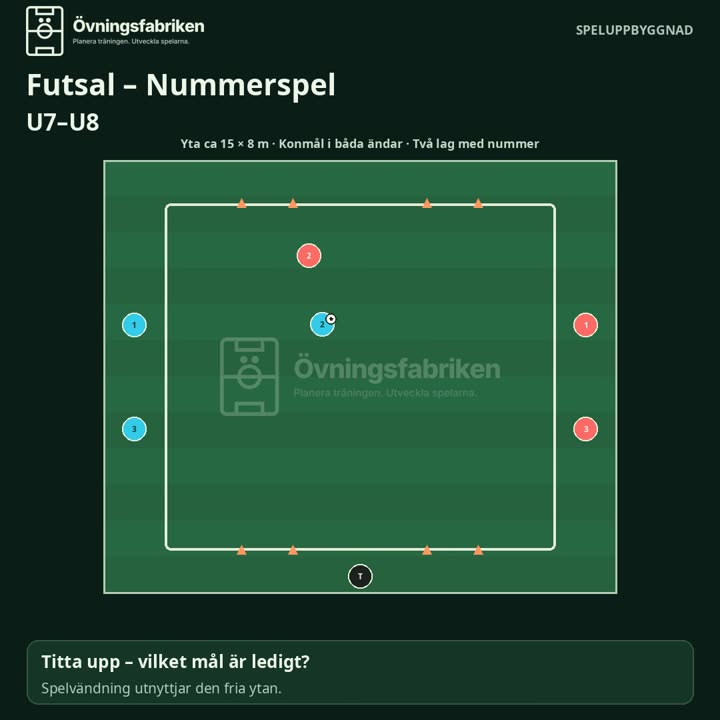 Övningsfabriken
Planera träningen. Utveckla spelarna.
SPELUPPBYGGNAD
Futsal – Nummerspel
U7–U8
Yta ca 15 × 8 m · Konmål i båda ändar · Två lag med nummer
2
1
2
1
Övningsfabriken
Planera träningen. Utveckla spelarna.
3
3
T
Titta upp – vilket mål är ledigt?
Spelvändning utnyttjar den fria ytan.